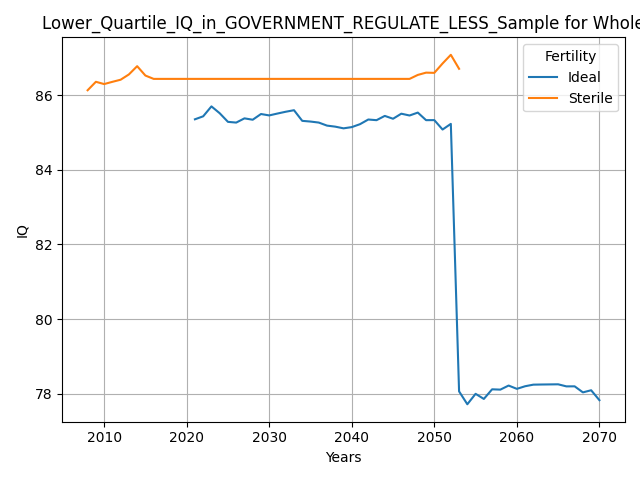 Lower_Quartile_IQ_in_GOVERNMENT_REGULATE_LESS_Sample for Whole
Fertility
Ideal
Sterile
IQ
86
84
82
80
78
2010 2020 2030 2040 2050 2060 2070
Years